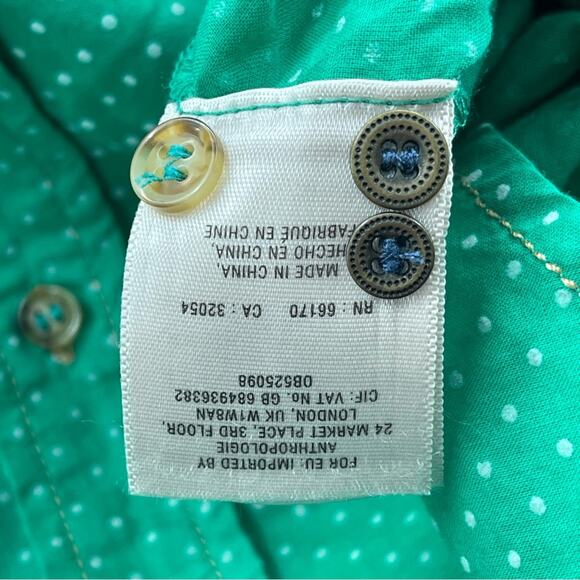 FOR EU: IMPORTED BY
ANTHROPOLOGIE
24 MARKET PLACE, 3RD FLOOR,
LONDON, UK W1W8AN
CIF: VAT No. GB 684936382
OB525098
RN : 66170 CA : 32054
MADE IN CHINA,
HECHO EN CHINA,
FABRIQUÉ EN CHINE